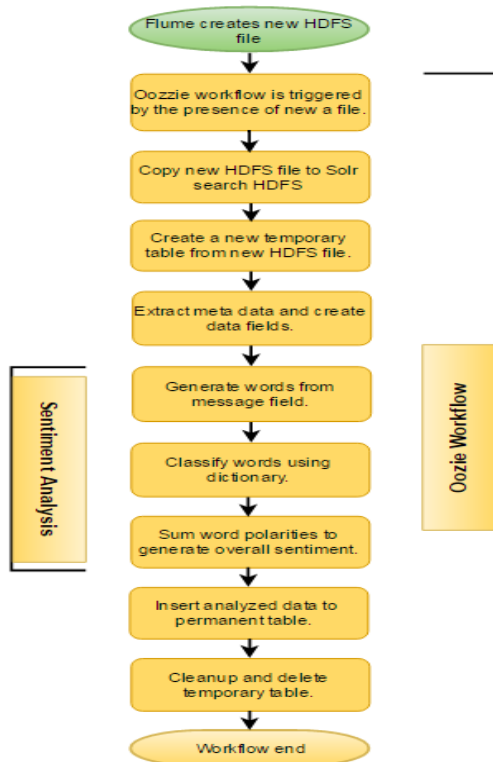 Flume creates new HDFS
file
Oozzie workflow is triggered
by the presence of new a file.
Copy new HDFS file to Solr
search HDFS
Create a new temporary
table from new HDFS file.
Extract meta data and create
data fields.
Generate words from
message field.
Classify words using
dictionary.
Sum word polarities to
generate overall sentiment.
Insert analyzed data to
permanent table.
Cleanup and delete
temporary table.
Workflow end
Sentiment Analysis
Oozie Workflow